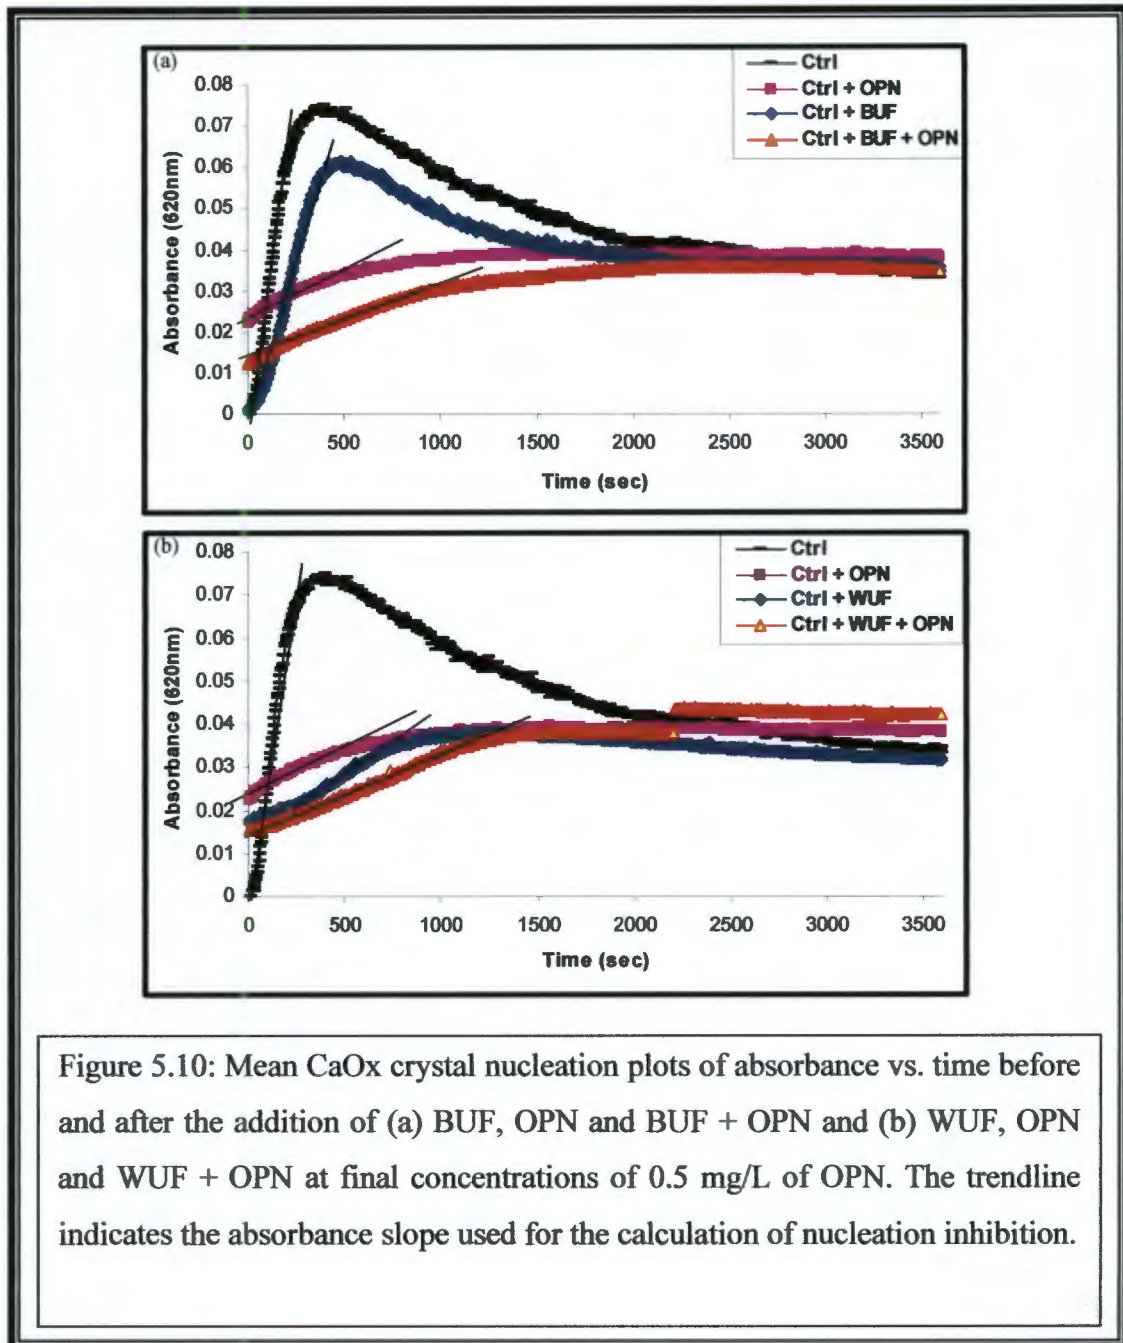 (a)
Ctrl
Ctrl + OPN
Ctrl + BUF
Ctrl + BUF + OPN
0.08
0.07
0.06
0.05
0.04
0.03
0.02
0.01
0
Absorbance (620nm)
0 500 1000 1500 2000 2500 3000 3500
Time (sec)
(b)
Ctrl
Ctrl + OPN
Ctrl + WUF
Ctrl + WUF + OPN
0.08
0.07
0.06
0.05
0.04
0.03
0.02
0.01
0
Absorbance (620nm)
0 500 1000 1500 2000 2500 3000 3500
Time (sec)
Figure 5.10: Mean CaOx crystal nucleation plots of absorbance vs. time before
and after the addition of (a) BUF, OPN and BUF + OPN and (b) WUF, OPN
and WUF + OPN at final concentrations of 0.5 mg/L of OPN. The trendline
indicates the absorbance slope used for the calculation of nucleation inhibition.